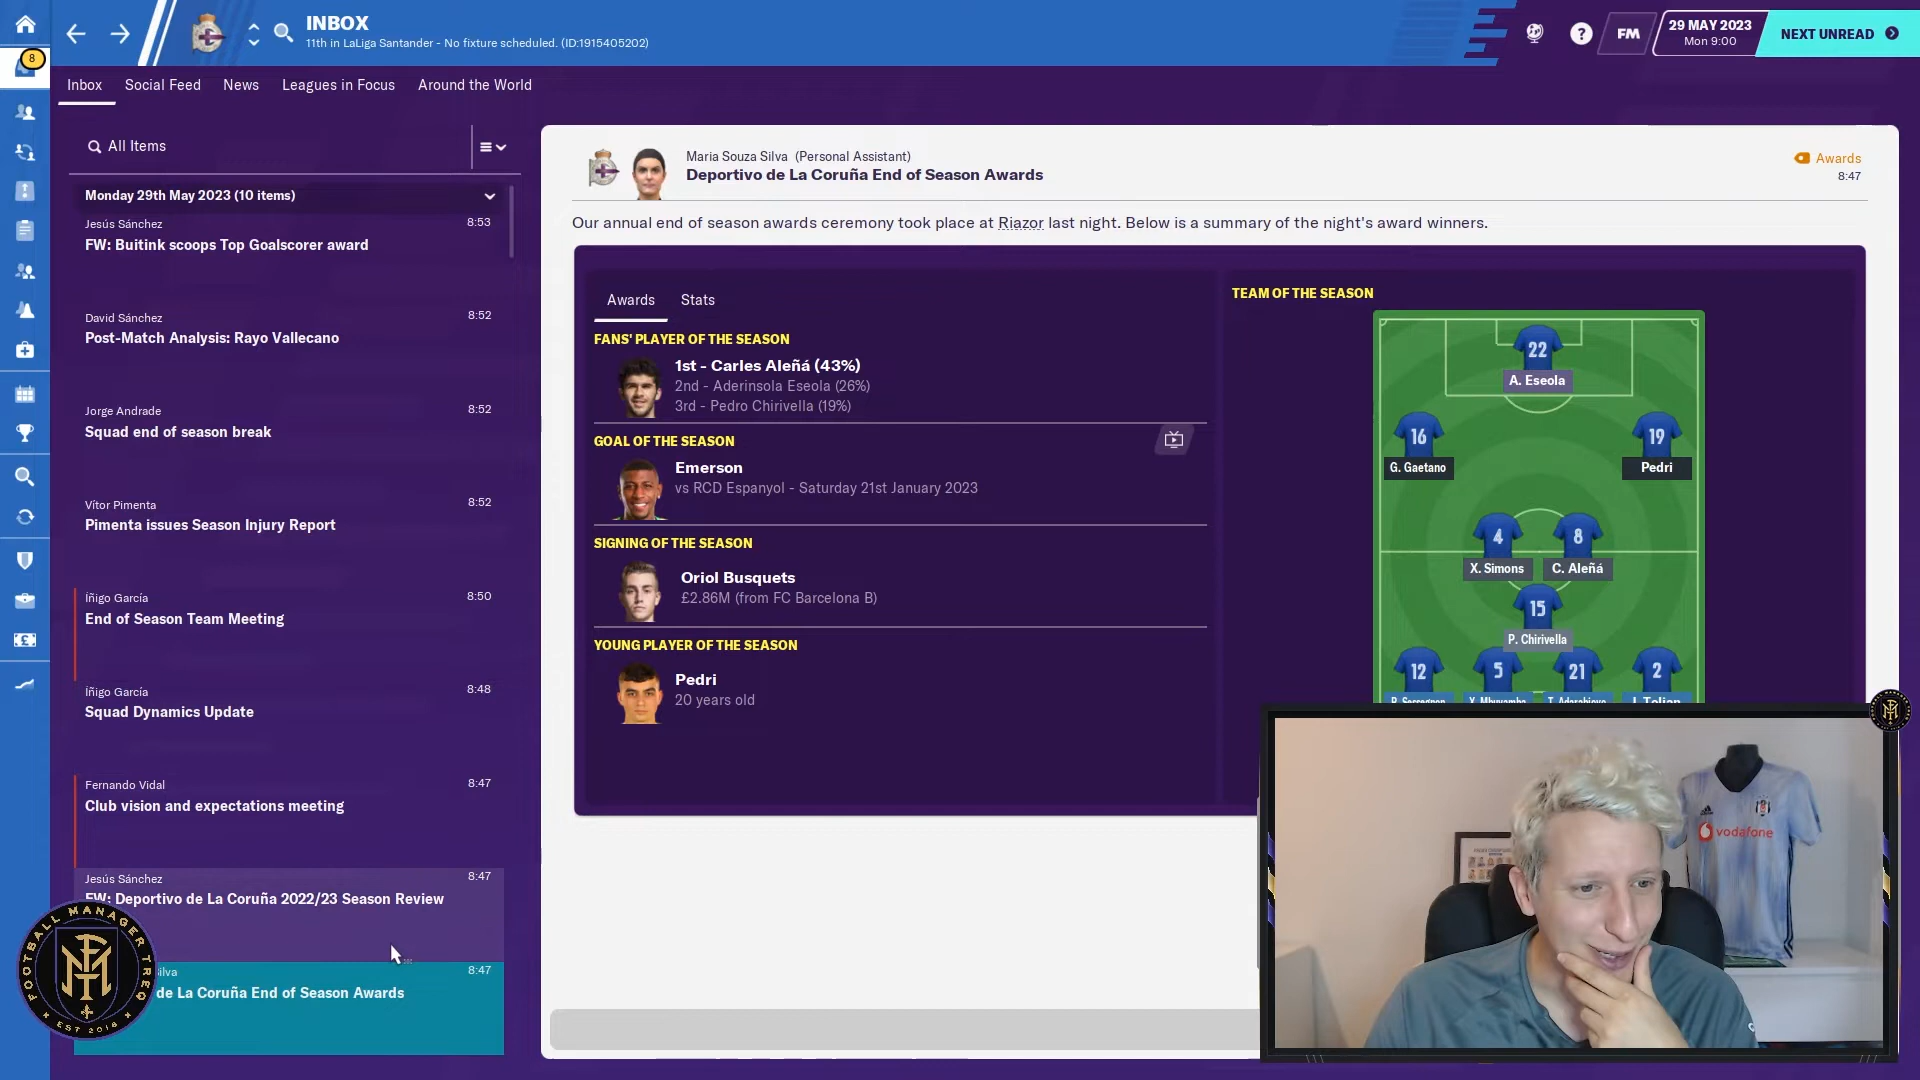 8
INBOX
11th in LaLiga Santander - No fixture scheduled. (ID:1915405202)
?
FM
29 MAY 2023
Mon 9:00
NEXT UNREAD
Inbox
Social Feed
News
Leagues in Focus
Around the World
All Items
Monday 29th May 2023 (10 items)
Jesús Sánchez
8:53
FW: Buitink scoops Top Goalscorer award
David Sánchez
8:52
Post-Match Analysis: Rayo Vallecano
Jorge Andrade
8:52
Squad end of season break
Vítor Pimenta
8:52
Pimenta issues Season Injury Report
Íñigo García
8:50
End of Season Team Meeting
Íñigo García
8:48
Squad Dynamics Update
Fernando Vidal
8:47
Club vision and expectations meeting
Jesús Sánchez
8:47
FW: Deportivo de La Coruña 2022/23 Season Review
Silva
8:47
de La Coruña End of Season Awards
FOOTBALL MANAGER TREQ
EST 2018
Maria Souza Silva (Personal Assistant)
Deportivo de La Coruña End of Season Awards
Awards
8:47
Our annual end of season awards ceremony took place at Riazor last night. Below is a summary of the night's award winners.
Awards
Stats
FANS' PLAYER OF THE SEASON
1st - Carles Aleñá (43%)
2nd - Aderinsola Eseola (26%)
3rd - Pedro Chirivella (19%)
GOAL OF THE SEASON
Emerson
vs RCD Espanyol - Saturday 21st January 2023
SIGNING OF THE SEASON
Oriol Busquets
£2.86M (from FC Barcelona B)
YOUNG PLAYER OF THE SEASON
Pedri
20 years old
TEAM OF THE SEASON
22
A. Eseola
16
19
G. Gaetano
Pedri
4
8
X. Simons
C. Aleñá
15
P. Chirivella
12
5
21
2
vodafone